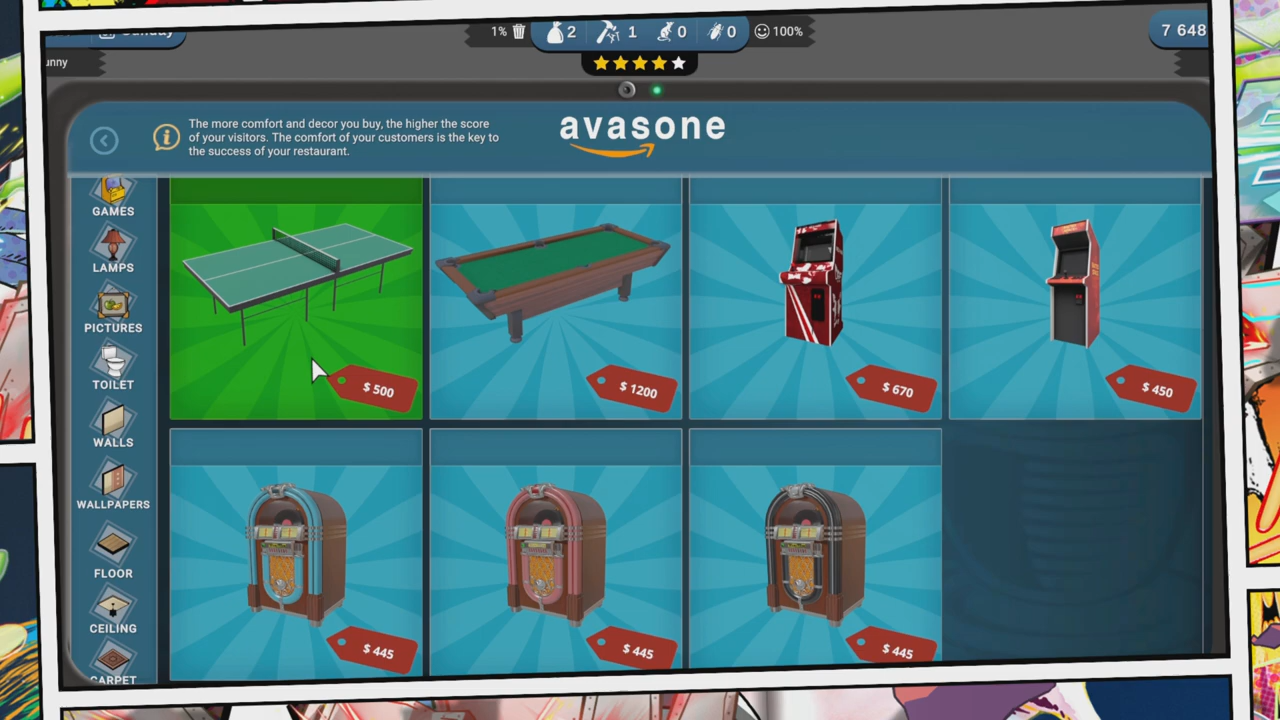 Sunday
1%
2
1
0
0
100%
7 648
unny
The more comfort and decor you buy, the higher the score
of your visitors. The comfort of your customers is the key to
the success of your restaurant.
avasone
GAMES
LAMPS
PICTURES
TOILET
WALLS
WALLPAPERS
FLOOR
CEILING
CARPET
$ 500
$ 1200
$ 670
$ 450
$ 445
$ 445
$ 445